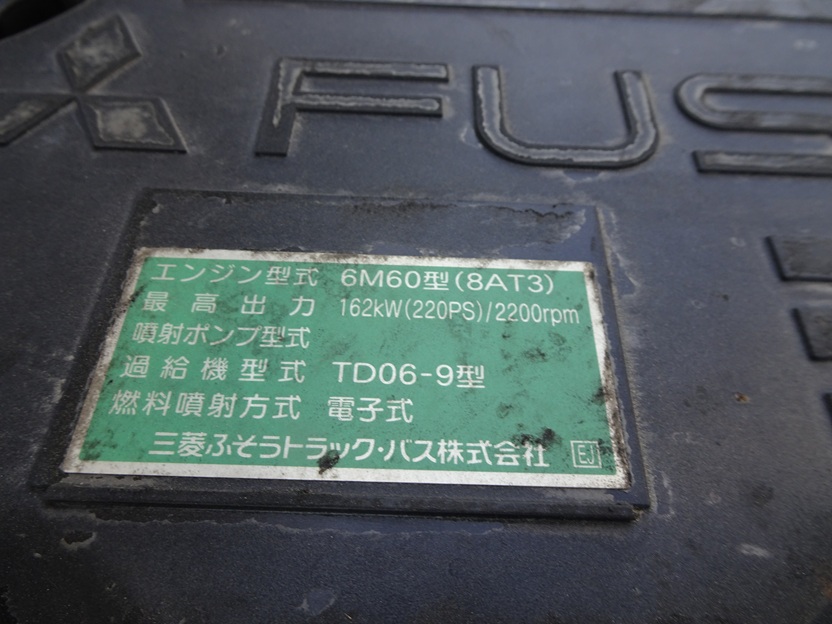 FUS
エンジン型式 6M60型(8AT3)
最高出力 162kW(220PS)/2200rpm
噴射ポンプ型式
過給機型式 TD06-9型
燃料噴射方式 電子式
三菱ふそうトラック・バス株式会社 EJ